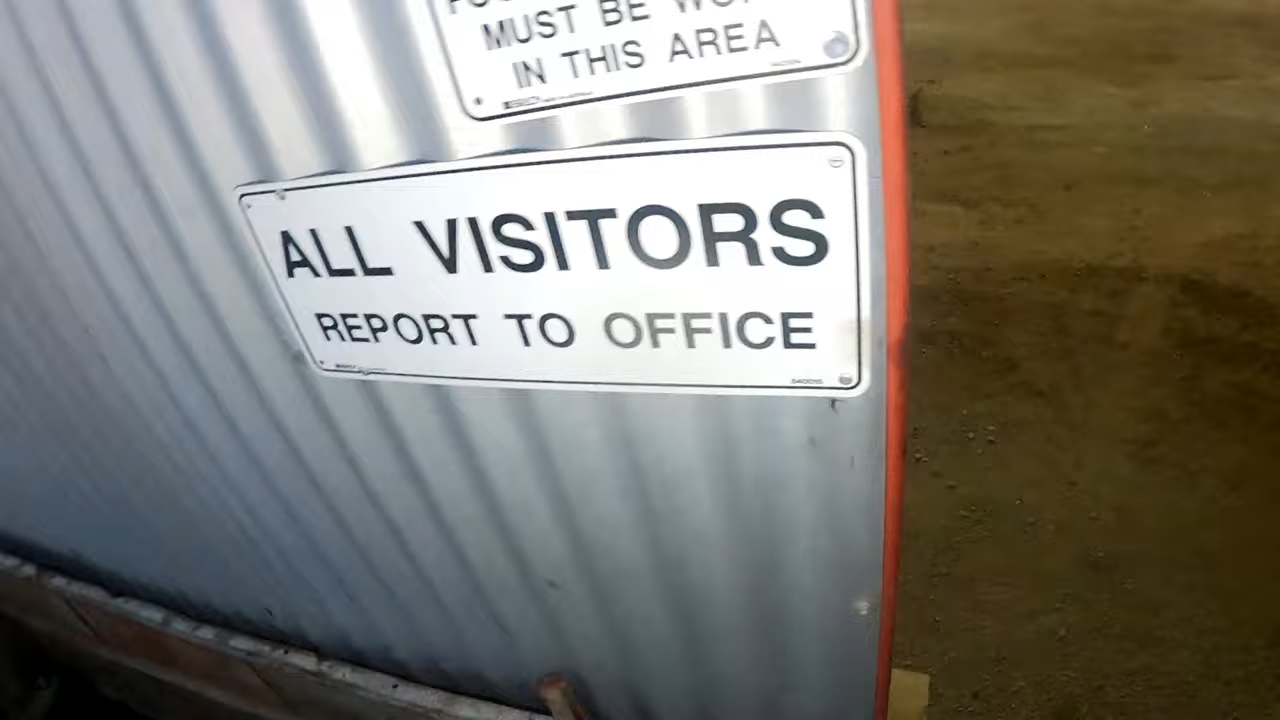 MUST BE
IN THIS AREA
ALL VISITORS
REPORT TO OFFICE